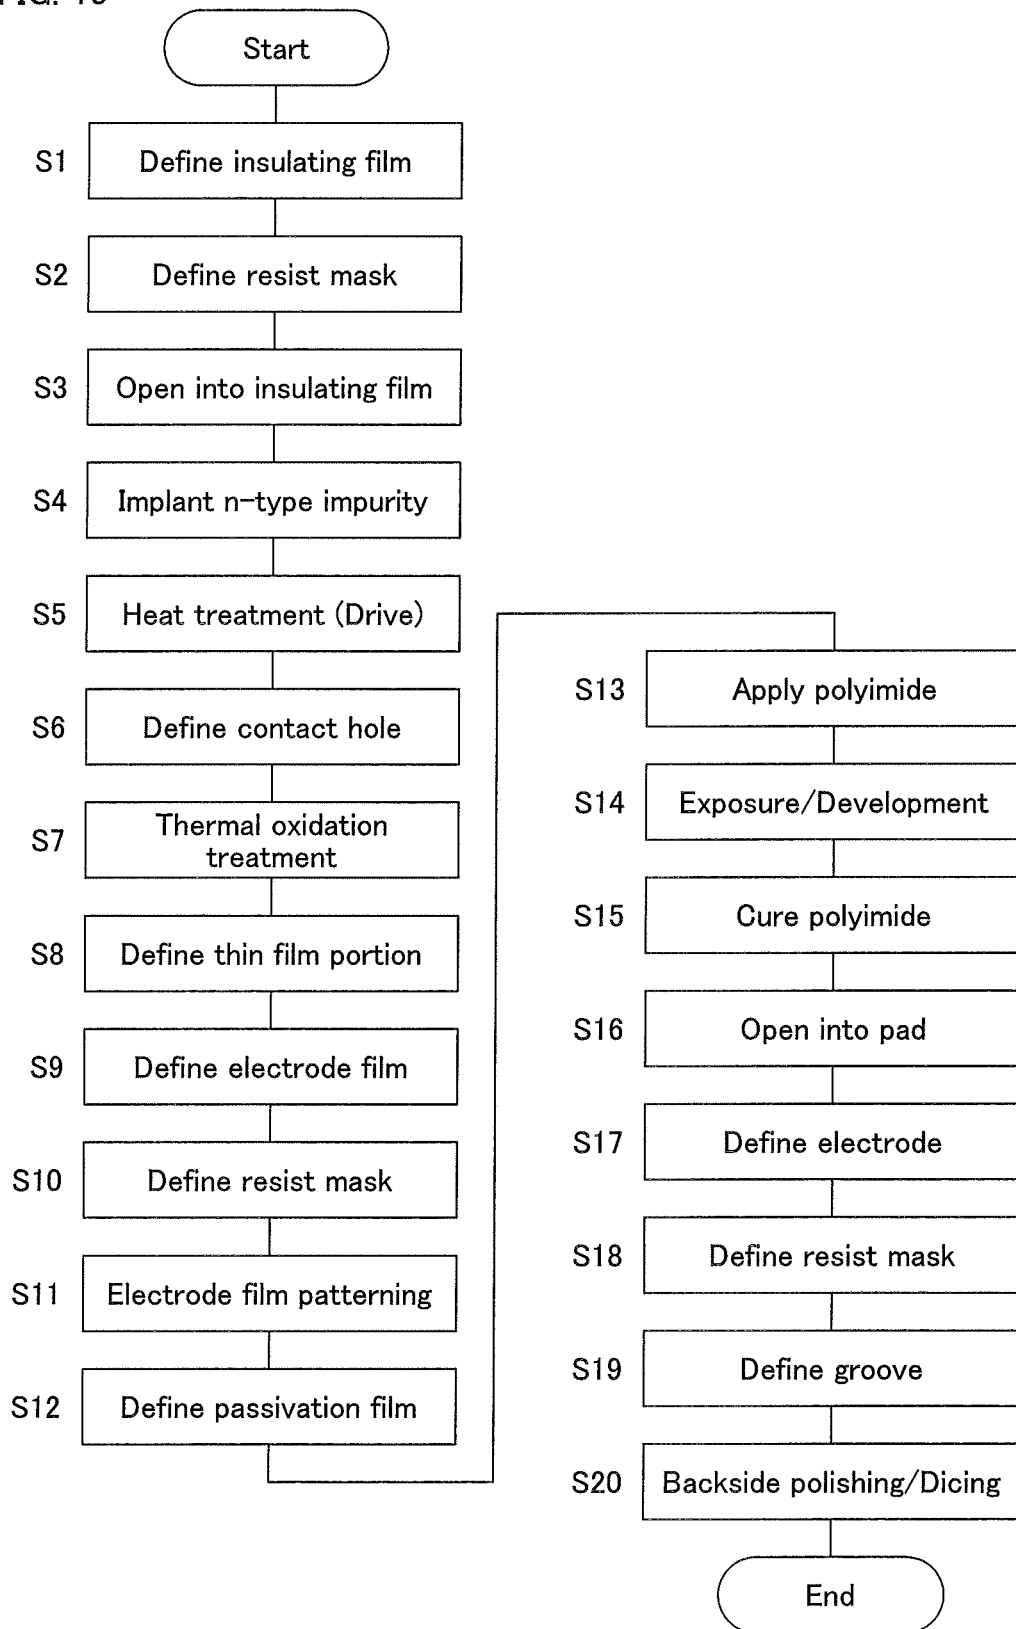 Start
S1 Define insulating film
S2 Define resist mask
S3 Open into insulating film
S4 Implant n-type impurity
S5 Heat treatment (Drive)
S6 Define contact hole
S7 Thermal oxidation
treatment
S8 Define thin film portion
S9 Define electrode film
S10 Define resist mask
S11 Electrode film patterning
S12 Define passivation film
S13 Apply polyimide
S14 Exposure/Development
S15 Cure polyimide
S16 Open into pad
S17 Define electrode
S18 Define resist mask
S19 Define groove
S20 Backside polishing/Dicing
End